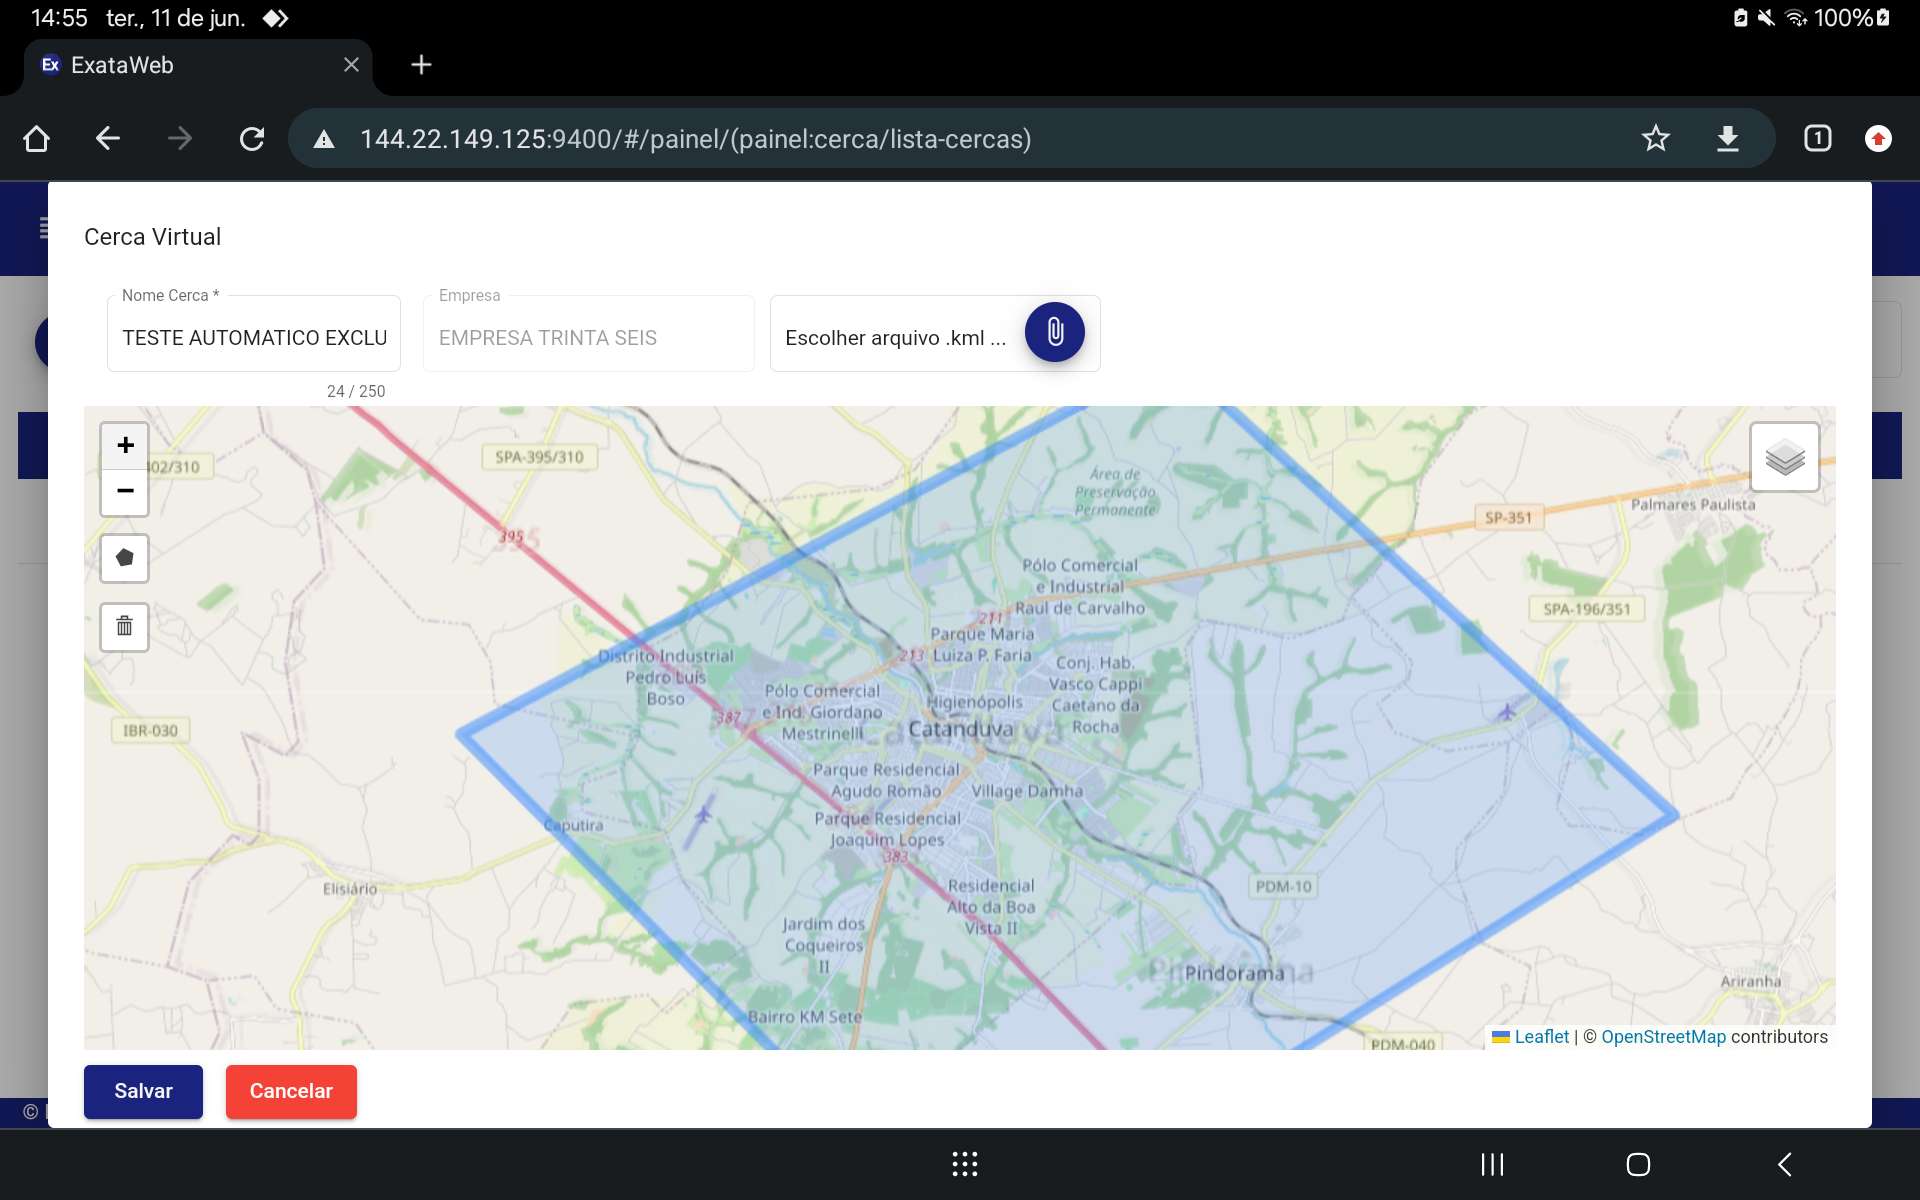 14:55 ter., 11 de jun.
100%
Ex ExataWeb
144.22.149.125:9400/#/painel/(painel:cerca/lista-cercas)
1
Cerca Virtual
Nome Cerca *
TESTE AUTOMATICO EXCLU
24 / 250
Empresa
EMPRESA TRINTA SEIS
Escolher arquivo .kml ...
+
−
402/310
SPA-395/310
395
Área de
Preservação
Permanente
SP-351
Palmares Paulista
Pólo Comercial
e Industrial
Raul de Carvalho
SPA-196/351
211
Parque Maria
Luiza P. Faria
213
Distrito Industrial
Pedro Luís
Boso
Conj. Hab.
Vasco Cappi
Caetano da
Rocha
Pólo Comercial
e Ind. Giordano
Mestrinelli
Higienópolis
387
Catanduva
IBR-030
Parque Residencial
Agudo Romão
Village Damha
Caputira
Parque Residencial
Joaquim Lopes
383
Elisiário
Residencial
Alto da Boa
Vista II
PDM-10
Jardim dos
Coqueiros
II
Pindorama
Ariranha
Bairro KM Sete
PDM-040
Leaflet | © OpenStreetMap contributors
Salvar
Cancelar
©